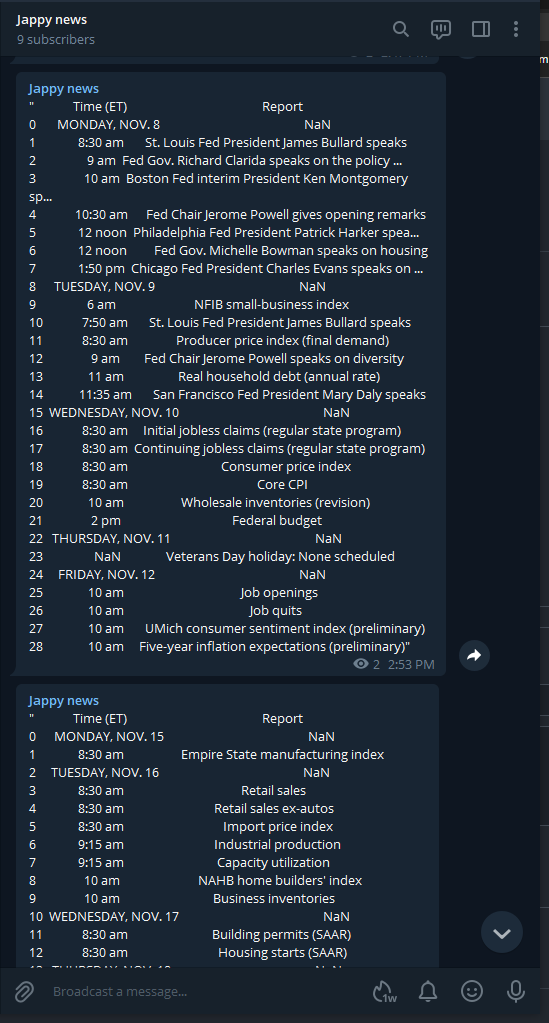 Jappy news
9 subscribers
Jappy news
" Time (ET) Report
0 MONDAY, NOV. 8 NaN
1 8:30 am St. Louis Fed President James Bullard speaks
2 9 am Fed Gov. Richard Clarida speaks on the policy ...
3 10 am Boston Fed interim President Ken Montgomery
sp...
4 10:30 am Fed Chair Jerome Powell gives opening remarks
5 12 noon Philadelphia Fed President Patrick Harker spea...
6 12 noon Fed Gov. Michelle Bowman speaks on housing
7 1:50 pm Chicago Fed President Charles Evans speaks on ...
8 TUESDAY, NOV. 9 NaN
9 6 am NFIB small-business index
10 7:50 am St. Louis Fed President James Bullard speaks
11 8:30 am Producer price index (final demand)
12 9 am Fed Chair Jerome Powell speaks on diversity
13 11 am Real household debt (annual rate)
14 11:35 am San Francisco Fed President Mary Daly speaks
15 WEDNESDAY, NOV. 10 NaN
16 8:30 am Initial jobless claims (regular state program)
17 8:30 am Continuing jobless claims (regular state program)
18 8:30 am Consumer price index
19 8:30 am Core CPI
20 10 am Wholesale inventories (revision)
21 2 pm Federal budget
22 THURSDAY, NOV. 11 NaN
23 NaN Veterans Day holiday: None scheduled
24 FRIDAY, NOV. 12 NaN
25 10 am Job openings
26 10 am Job quits
27 10 am UMich consumer sentiment index (preliminary)
28 10 am Five-year inflation expectations (preliminary)"
2 2:53 PM
Jappy news
" Time (ET) Report
0 MONDAY, NOV. 15 NaN
1 8:30 am Empire State manufacturing index
2 TUESDAY, NOV. 16 NaN
3 8:30 am Retail sales
4 8:30 am Retail sales ex-autos
5 8:30 am Import price index
6 9:15 am Industrial production
7 9:15 am Capacity utilization
8 10 am NAHB home builders' index
9 10 am Business inventories
10 WEDNESDAY, NOV. 17 NaN
11 8:30 am Building permits (SAAR)
12 8:30 am Housing starts (SAAR)
Broadcast a message...
1w